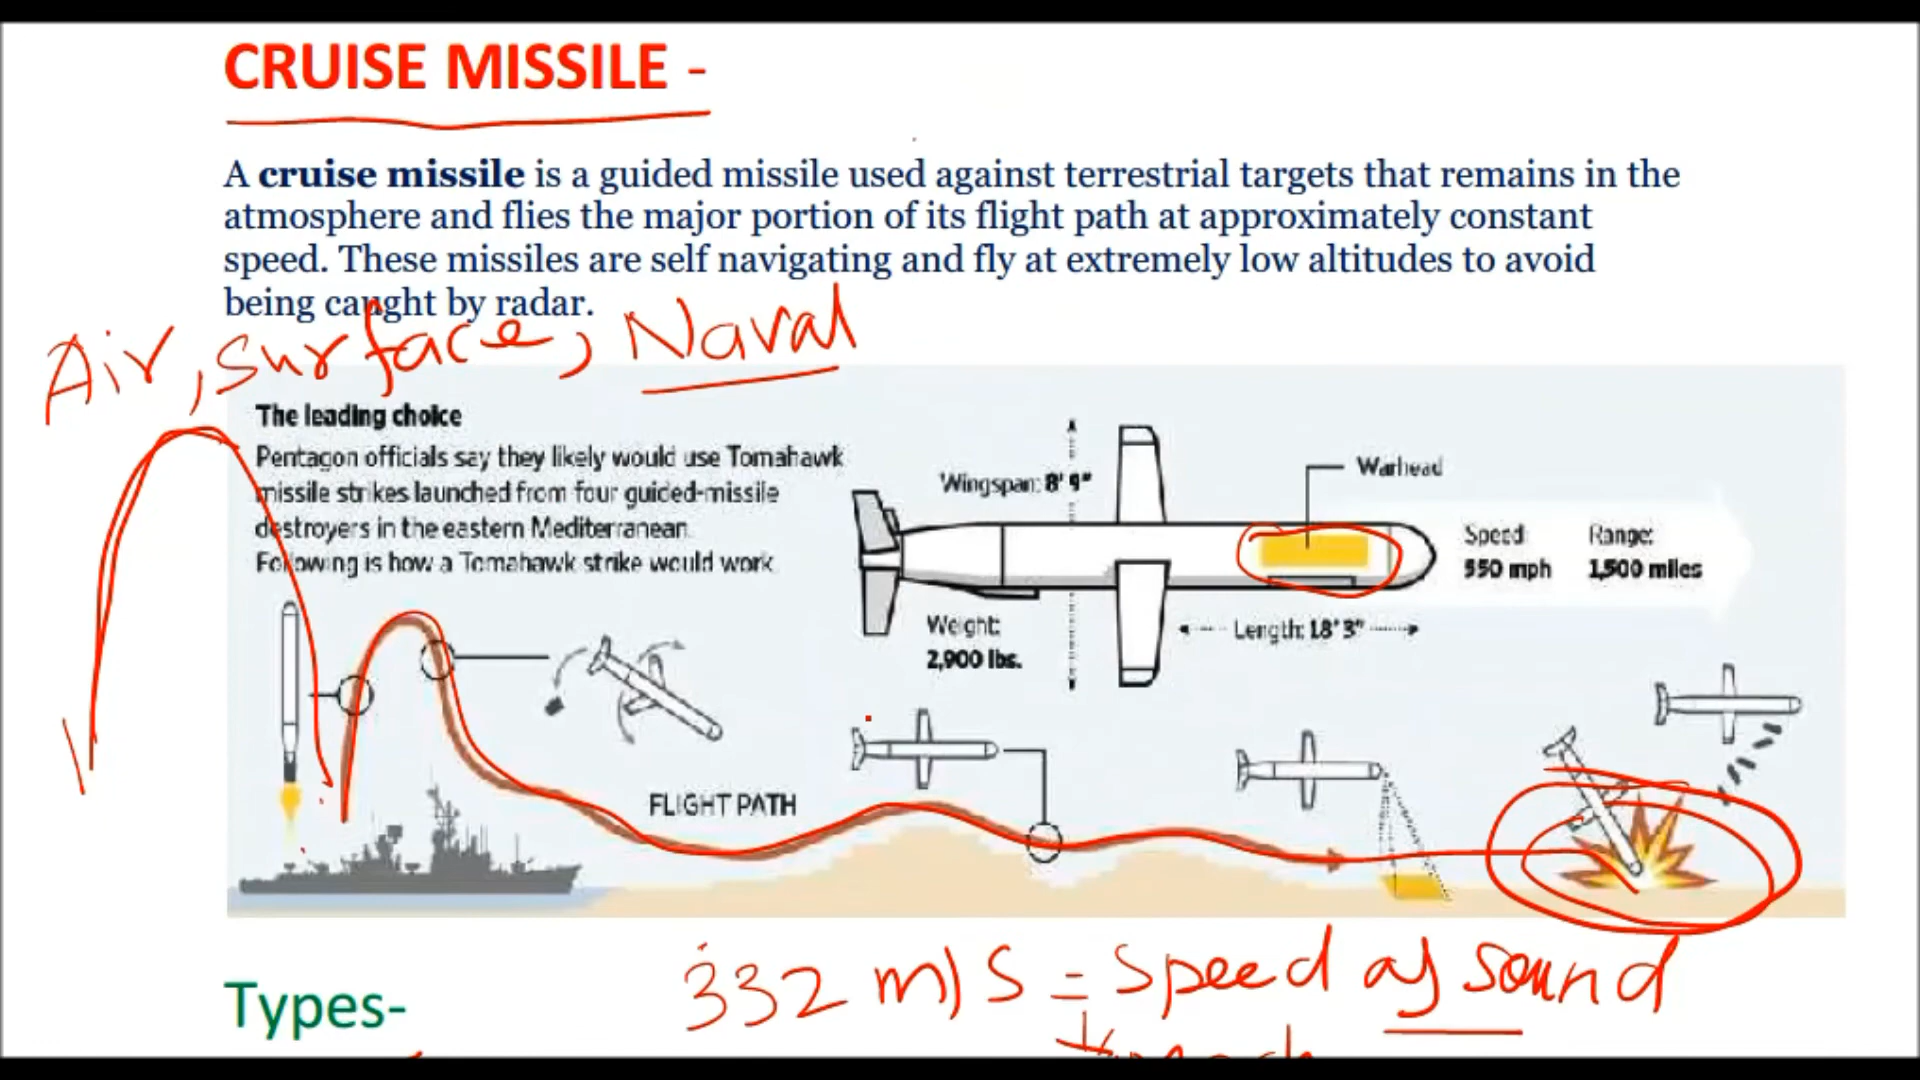 CRUISE MISSILE -
A cruise missile is a guided missile used against terrestrial targets that remains in the
atmosphere and flies the major portion of its flight path at approximately constant
speed. These missiles are self navigating and fly at extremely low altitudes to avoid
being caught by radar.
Air, surface, Naval
The leading choice
Pentagon officials say they likely would use Tomahawk
missile strikes launched from four guided-missile
destroyers in the eastern Mediterranean.
Following is how a Tomahawk strike would work
Wingspan: 8' 9"
Warhead
Speed: Range:
550 mph 1,500 miles
Weight:
2,900 lbs.
Length: 18' 3"
FLIGHT PATH
332 m/s = speed of sound
Types-